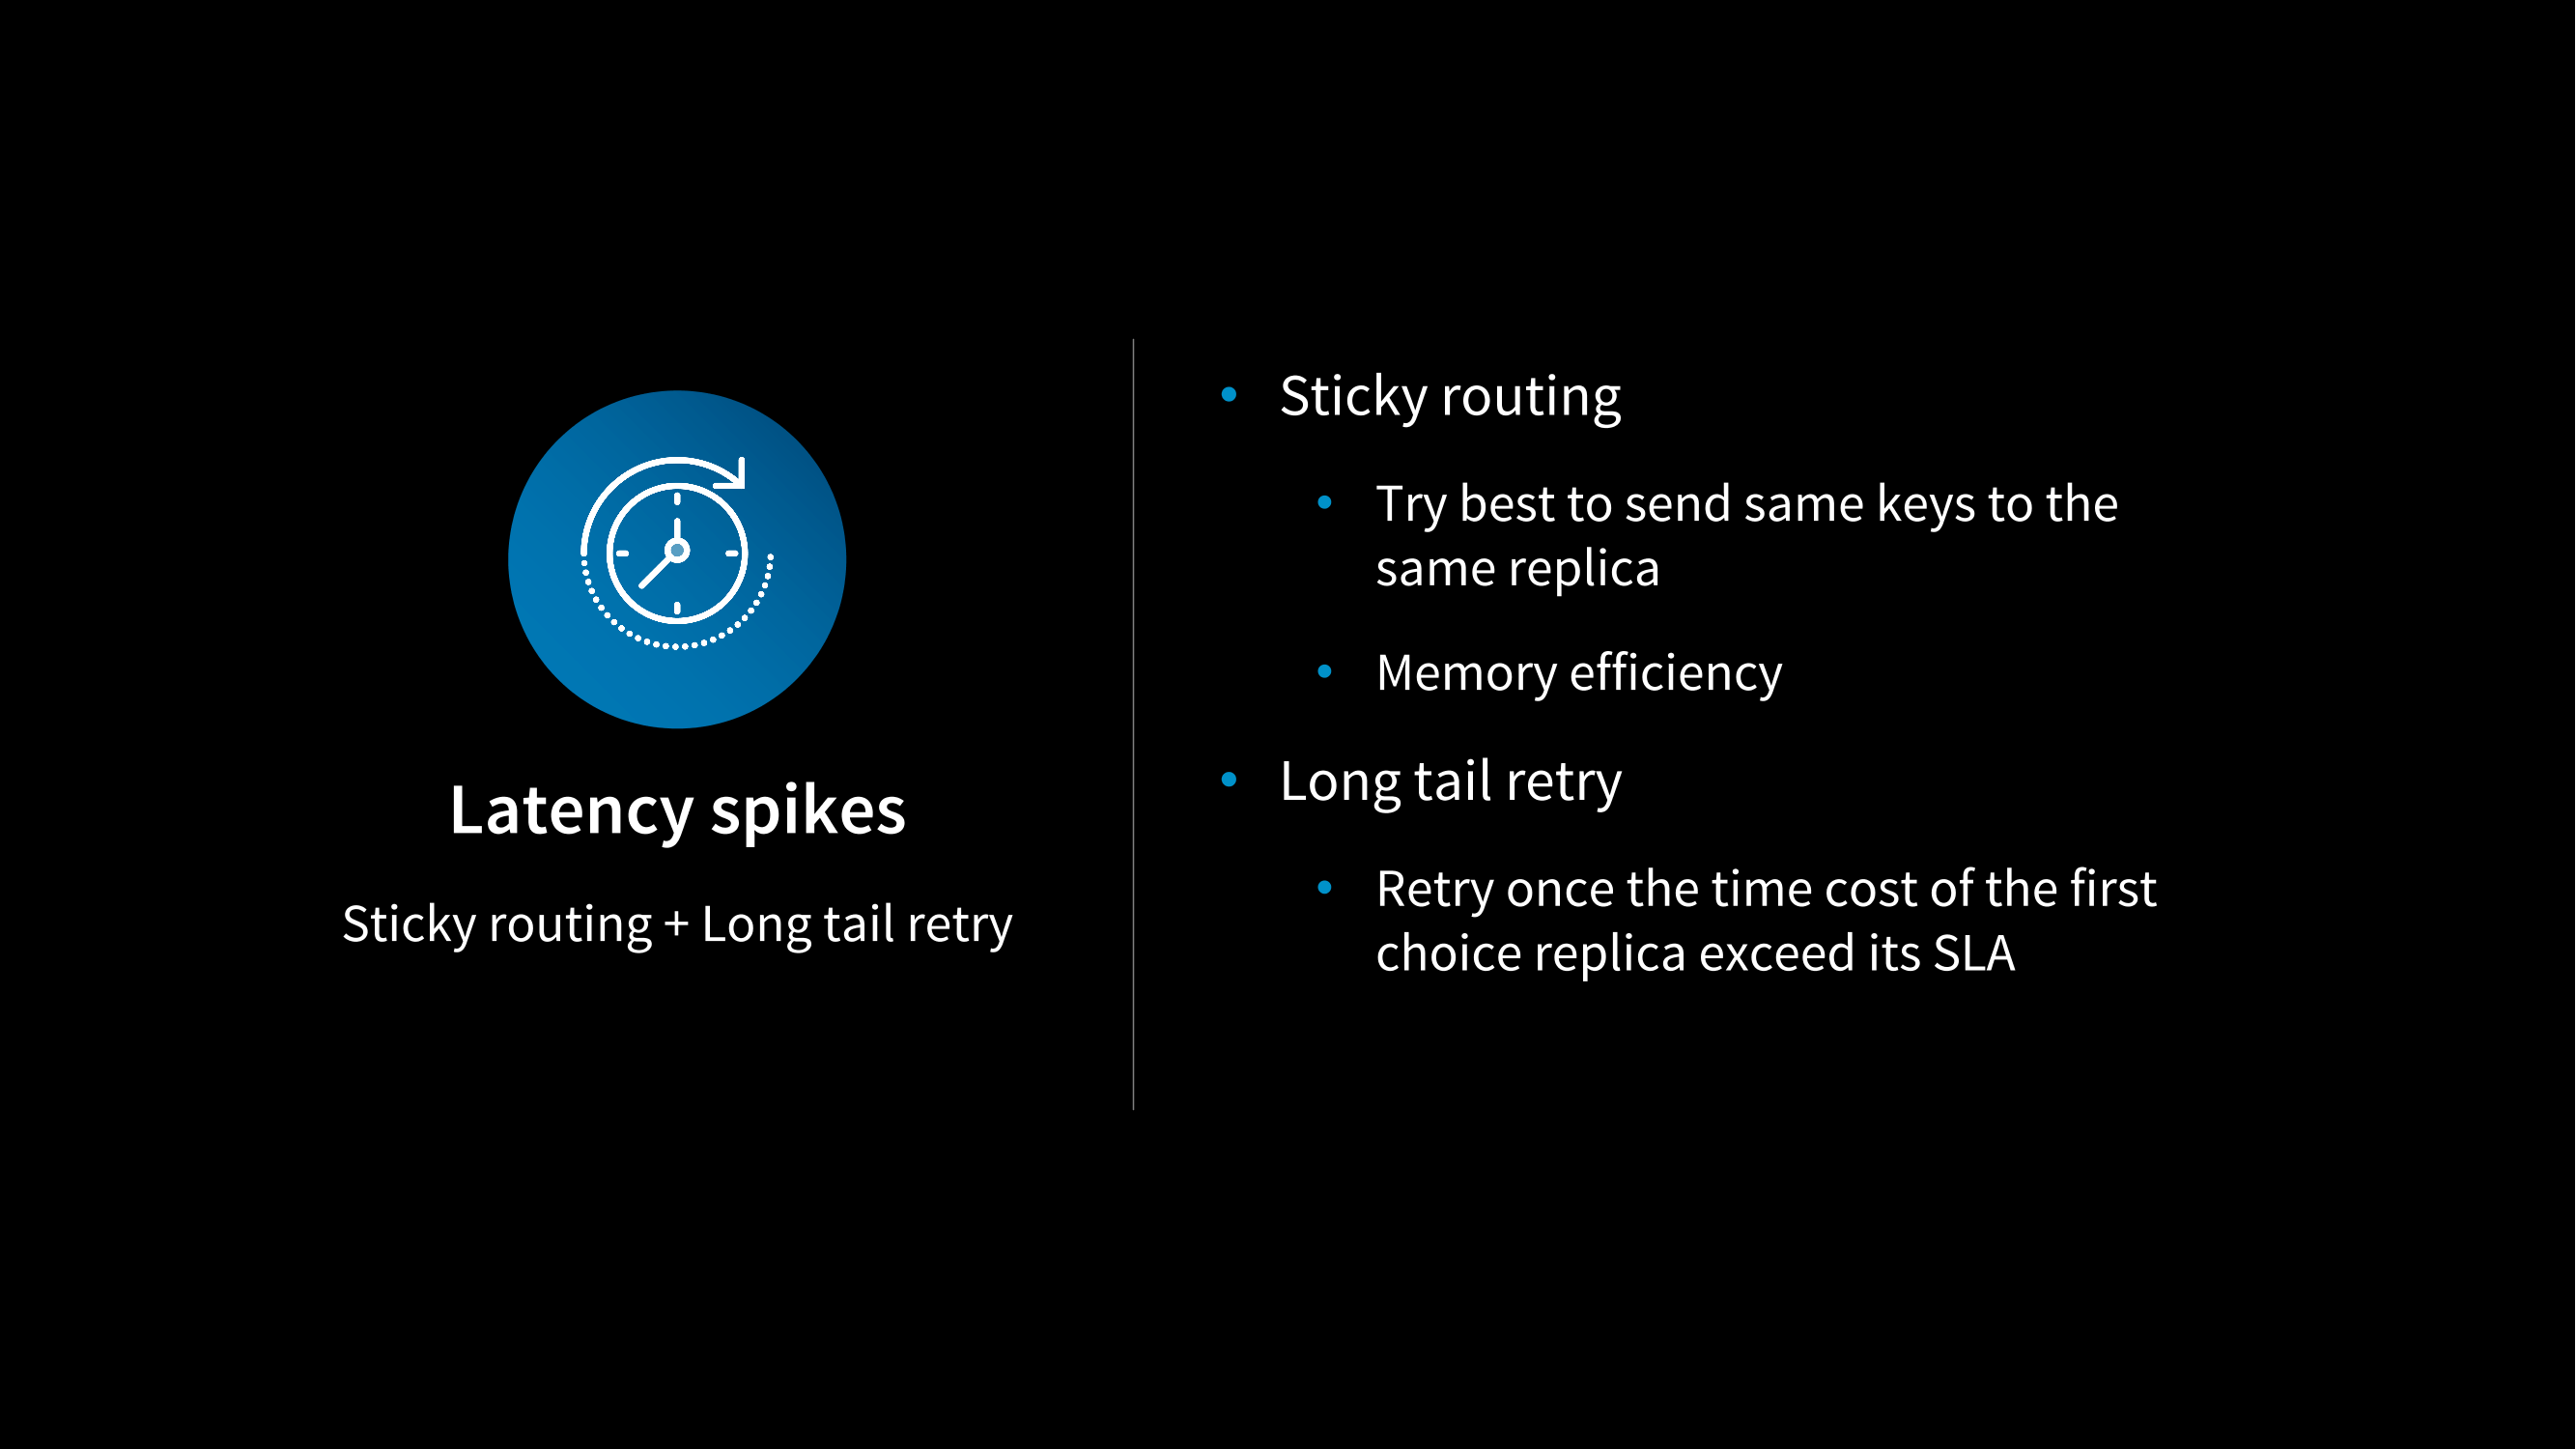 Latency spikes
Sticky routing + Long tail retry
• Sticky routing
• Try best to send same keys to the
same replica
• Memory efficiency
• Long tail retry
• Retry once the time cost of the first
choice replica exceed its SLA